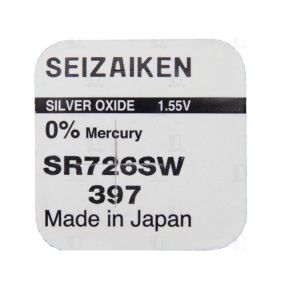 SEIZAIKEN
SILVER OXIDE 1.55V
0% Mercury
SR726SW
397
Made in Japan